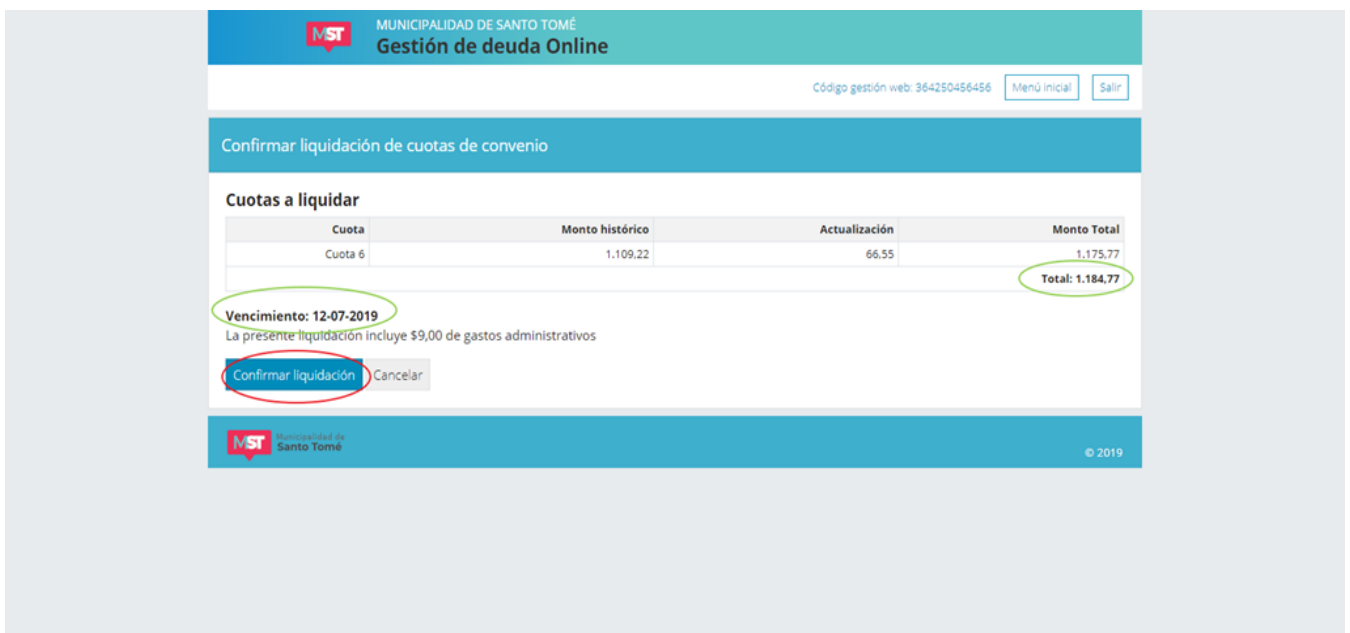 MST
MUNICIPALIDAD DE SANTO TOMÉ
Gestión de deuda Online
Código gestión web: 364250456456 Menú inicial Salir
Confirmar liquidación de cuotas de convenio
Cuotas a liquidar
Cuota Monto histórico Actualización Monto Total
Cuota 6 1.109,22 66,55 1.175,77
Total: 1.184,77
Vencimiento: 12-07-2019
La presente liquidación incluye $9,00 de gastos administrativos
Confirmar liquidación Cancelar
MST Municipalidad de
Santo Tomé
© 2019